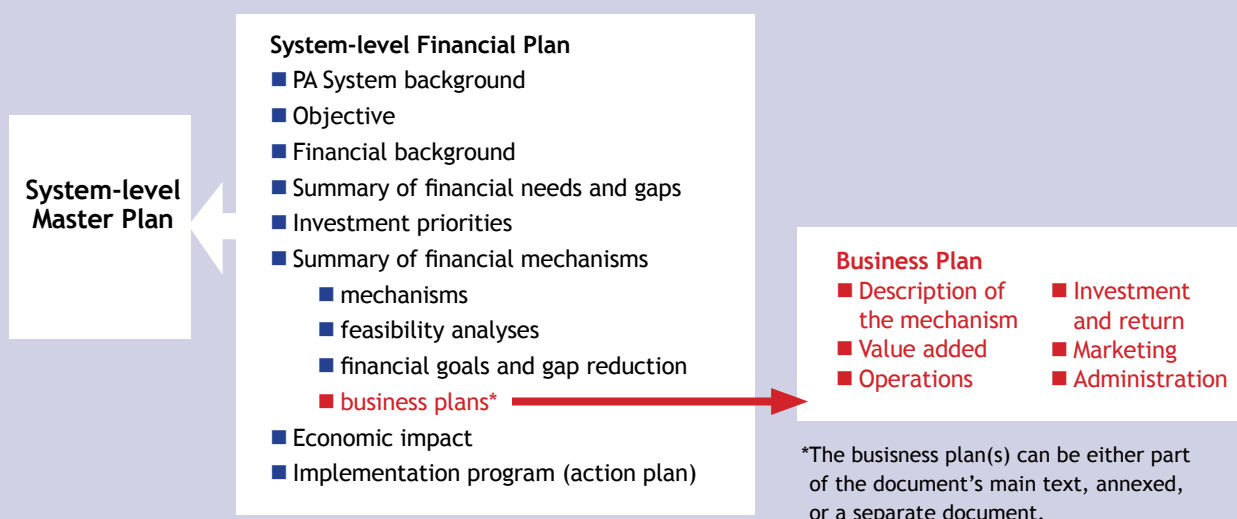 System-level
Master Plan
System-level Financial Plan
PA System background
Objective
Financial background
Summary of financial needs and gaps
Investment priorities
Summary of financial mechanisms
mechanisms
feasibility analyses
financial goals and gap reduction
business plans*
Economic impact
Implementation program (action plan)
Business Plan
Description of
the mechanism
Value added
Operations
Investment
and return
Marketing
Administration
*The busisness plan(s) can be either part
of the document’s main text, annexed,
or a separate document.